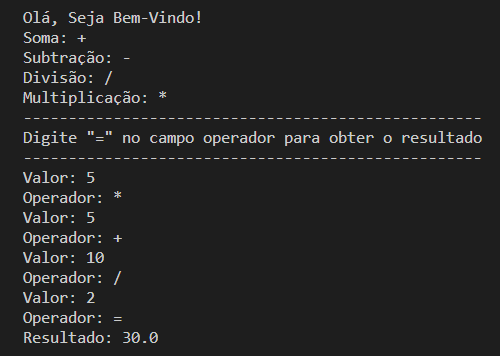 Olá, Seja Bem-Vindo!
Soma: +
Subtração: -
Divisão: /
Multiplicação: *
---------------------------------------------------
Digite "=" no campo operador para obter o resultado
---------------------------------------------------
Valor: 5
Operador: *
Valor: 5
Operador: +
Valor: 10
Operador: /
Valor: 2
Operador: =
Resultado: 30.0